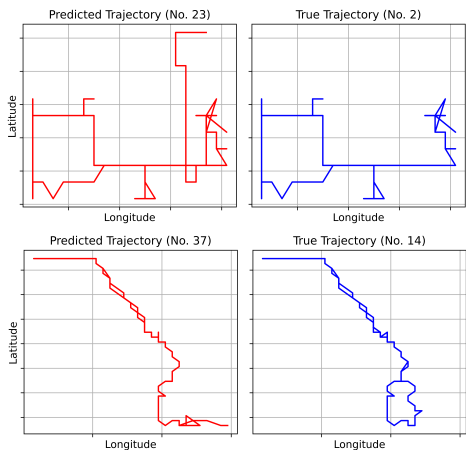 Predicted Trajectory (No. 23)
True Trajectory (No. 2)
Latitude
Longitude
Longitude
Predicted Trajectory (No. 37)
True Trajectory (No. 14)
Latitude
Longitude
Longitude